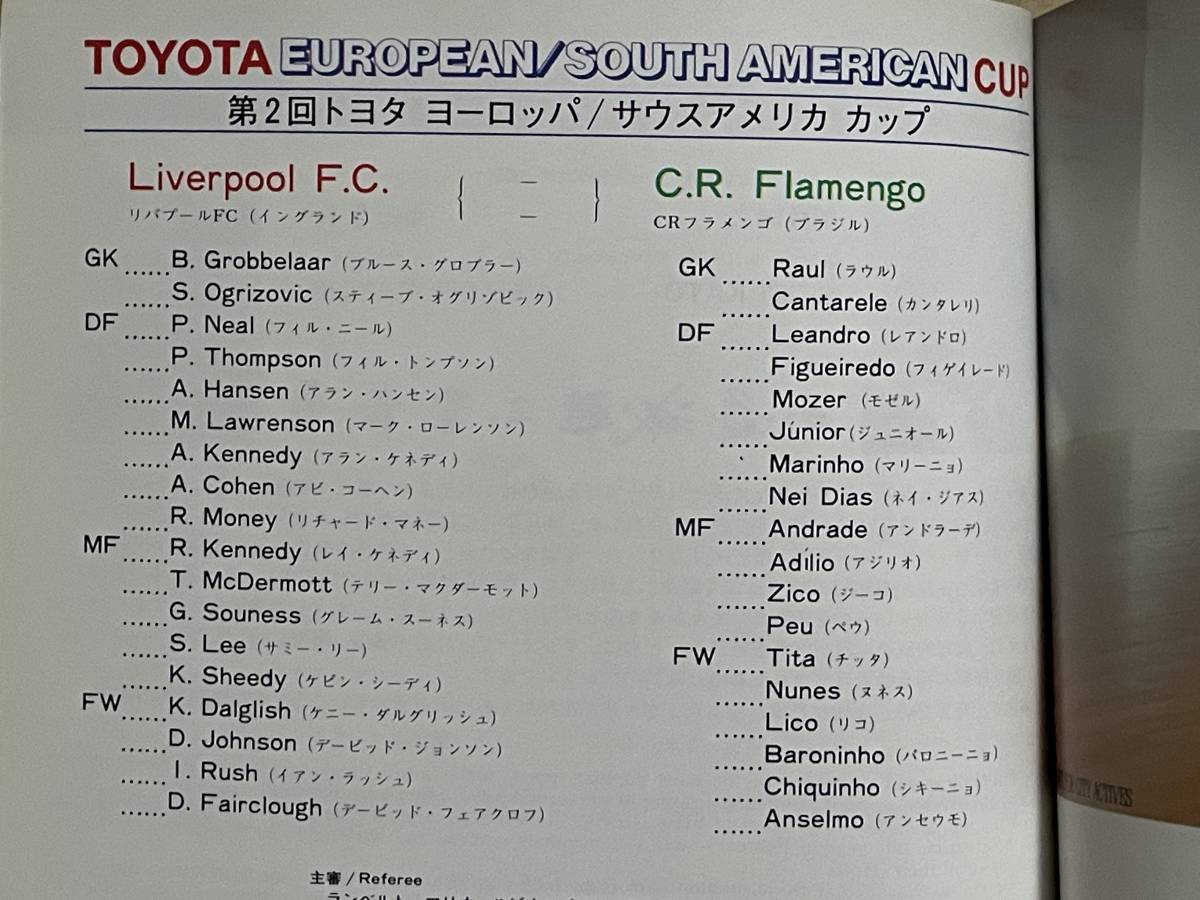 TOYOTA EUROPEAN/SOUTH AMERICAN CUP
第2回トヨタ ヨーロッパ/サウスアメリカ カップ
Liverpool F.C.
リバプールFC (イングランド)
{ － － }
C.R. Flamengo
CRフラメンゴ (ブラジル)
GK ...... B. Grobbelaar (ブルース・グロブラー)
...... S. Ogrizovic (スティーブ・オグリゾビック)
DF ...... P. Neal (フィル・ニール)
...... P. Thompson (フィル・トンプソン)
...... A. Hansen (アラン・ハンセン)
...... M. Lawrenson (マーク・ローレンソン)
...... A. Kennedy (アラン・ケネディ)
...... A. Cohen (アビ・コーヘン)
...... R. Money (リチャード・マネー)
MF ...... R. Kennedy (レイ・ケネディ)
...... T. McDermott (テリー・マクダーモット)
...... G. Souness (グレーム・スーネス)
...... S. Lee (サミー・リー)
...... K. Sheedy (ケビン・シーディ)
FW ...... K. Dalglish (ケニー・ダルグリッシュ)
...... D. Johnson (デービッド・ジョンソン)
...... I. Rush (イアン・ラッシュ)
...... D. Fairclough (デービッド・フェアクロフ)
GK ...... Raul (ラウル)
...... Cantarele (カンタレリ)
DF ...... Leandro (レアンドロ)
...... Figueiredo (フィゲイレード)
...... Mozer (モゼル)
...... Júnior (ジュニオール)
...... Marinho (マリーニョ)
...... Nei Dias (ネイ・ジアス)
MF ...... Andrade (アンドラーデ)
...... Adílio (アジリオ)
...... Zico (ジーコ)
...... Peu (ペウ)
FW ...... Tita (チッタ)
...... Nunes (ヌネス)
...... Lico (リコ)
...... Baroninho (バロニーニョ)
...... Chiquinho (シキーニョ)
...... Anselmo (アンセウモ)
主審/Referee
CITY ACTIVES